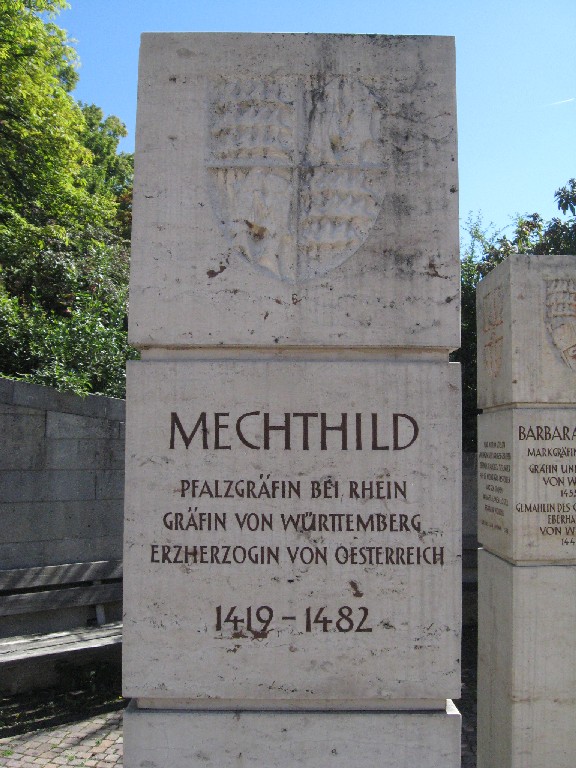 MECHTHILD
PFALZGRÄFIN BEI RHEIN
GRÄFIN VON WÜRTTEMBERG
ERZHERZOGIN VON OESTERREICH
1419–1482
BARBARA
MARKGRÄFIN
GRÄFIN UN
VON W
GEMAHLIN DES G
EBERHA
VON W